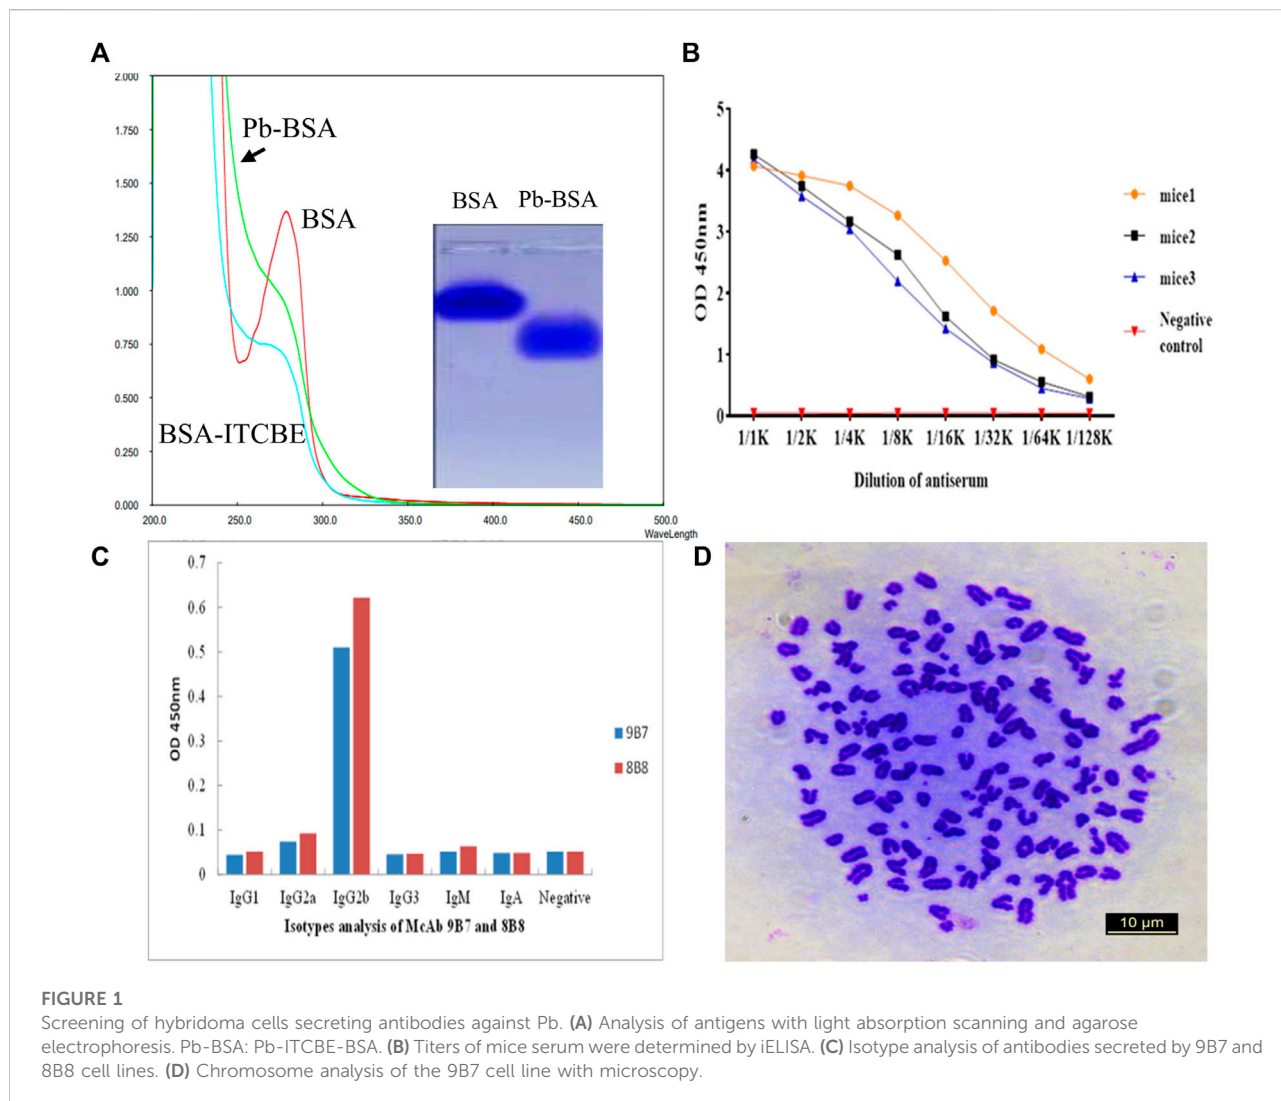 A
2.000
1.750
1.500
1.250
1.000
0.750
0.500
0.250
0.000
200.0 250.0 300.0 350.0 400.0 450.0 500.0
WaveLength
Pb-BSA
BSA
BSA-ITCBE
BSA Pb-BSA
B
OD 450nm
5
4
3
2
1
0
1/1K 1/2K 1/4K 1/8K 1/16K 1/32K 1/64K 1/128K
Dilution of antiserum
mice1
mice2
mice3
Negative
control
C
OD 450nm
0.7
0.6
0.5
0.4
0.3
0.2
0.1
0
IgG1 IgG2a IgG2b IgG3 IgM IgA Negative
Isotypes analysis of McAb 9B7 and 8B8
9B7
8B8
D
10 µm
FIGURE 1
Screening of hybridoma cells secreting antibodies against Pb. (A) Analysis of antigens with light absorption scanning and agarose
electrophoresis. Pb-BSA: Pb-ITCBE-BSA. (B) Titers of mice serum were determined by iELISA. (C) Isotype analysis of antibodies secreted by 9B7 and
8B8 cell lines. (D) Chromosome analysis of the 9B7 cell line with microscopy.